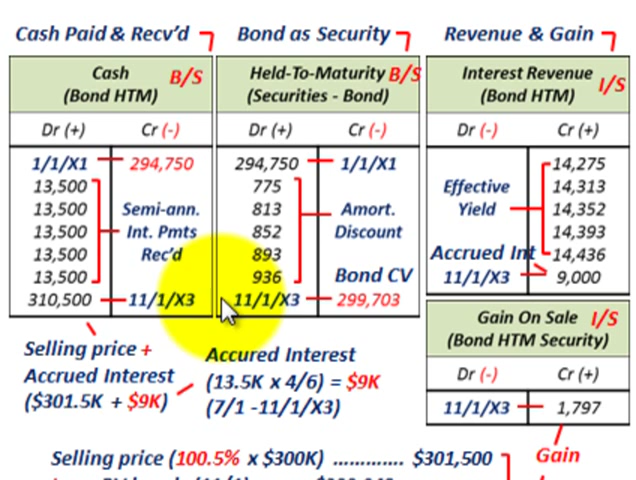 Cash Paid & Recv'd
Bond as Security
Revenue & Gain
Cash B/S
(Bond HTM)
Dr (+) Cr (-)
1/1/X1 294,750
13,500
13,500 Semi-ann.
13,500 Int. Pmts
13,500 Rec'd
13,500
310,500 11/1/X3
Held-To-Maturity B/S
(Securities - Bond)
Dr (+) Cr (-)
294,750 1/1/X1
775
813 Amort.
852 Discount
893
936 Bond CV
11/1/X3 299,703
Interest Revenue I/S
(Bond HTM)
Dr (-) Cr (+)
14,275
Effective 14,313
Yield 14,352
14,393
Accrued Int 14,436
11/1/X3 9,000
Gain On Sale I/S
(Bond HTM Security)
Dr (-) Cr (+)
11/1/X3 1,797
Gain
Selling price +
Accrued Interest
($301.5K + $9K)
Accured Interest
(13.5K x 4/6) = $9K
(7/1 -11/1/X3)
Selling price (100.5% x $300K) ............. $301,500